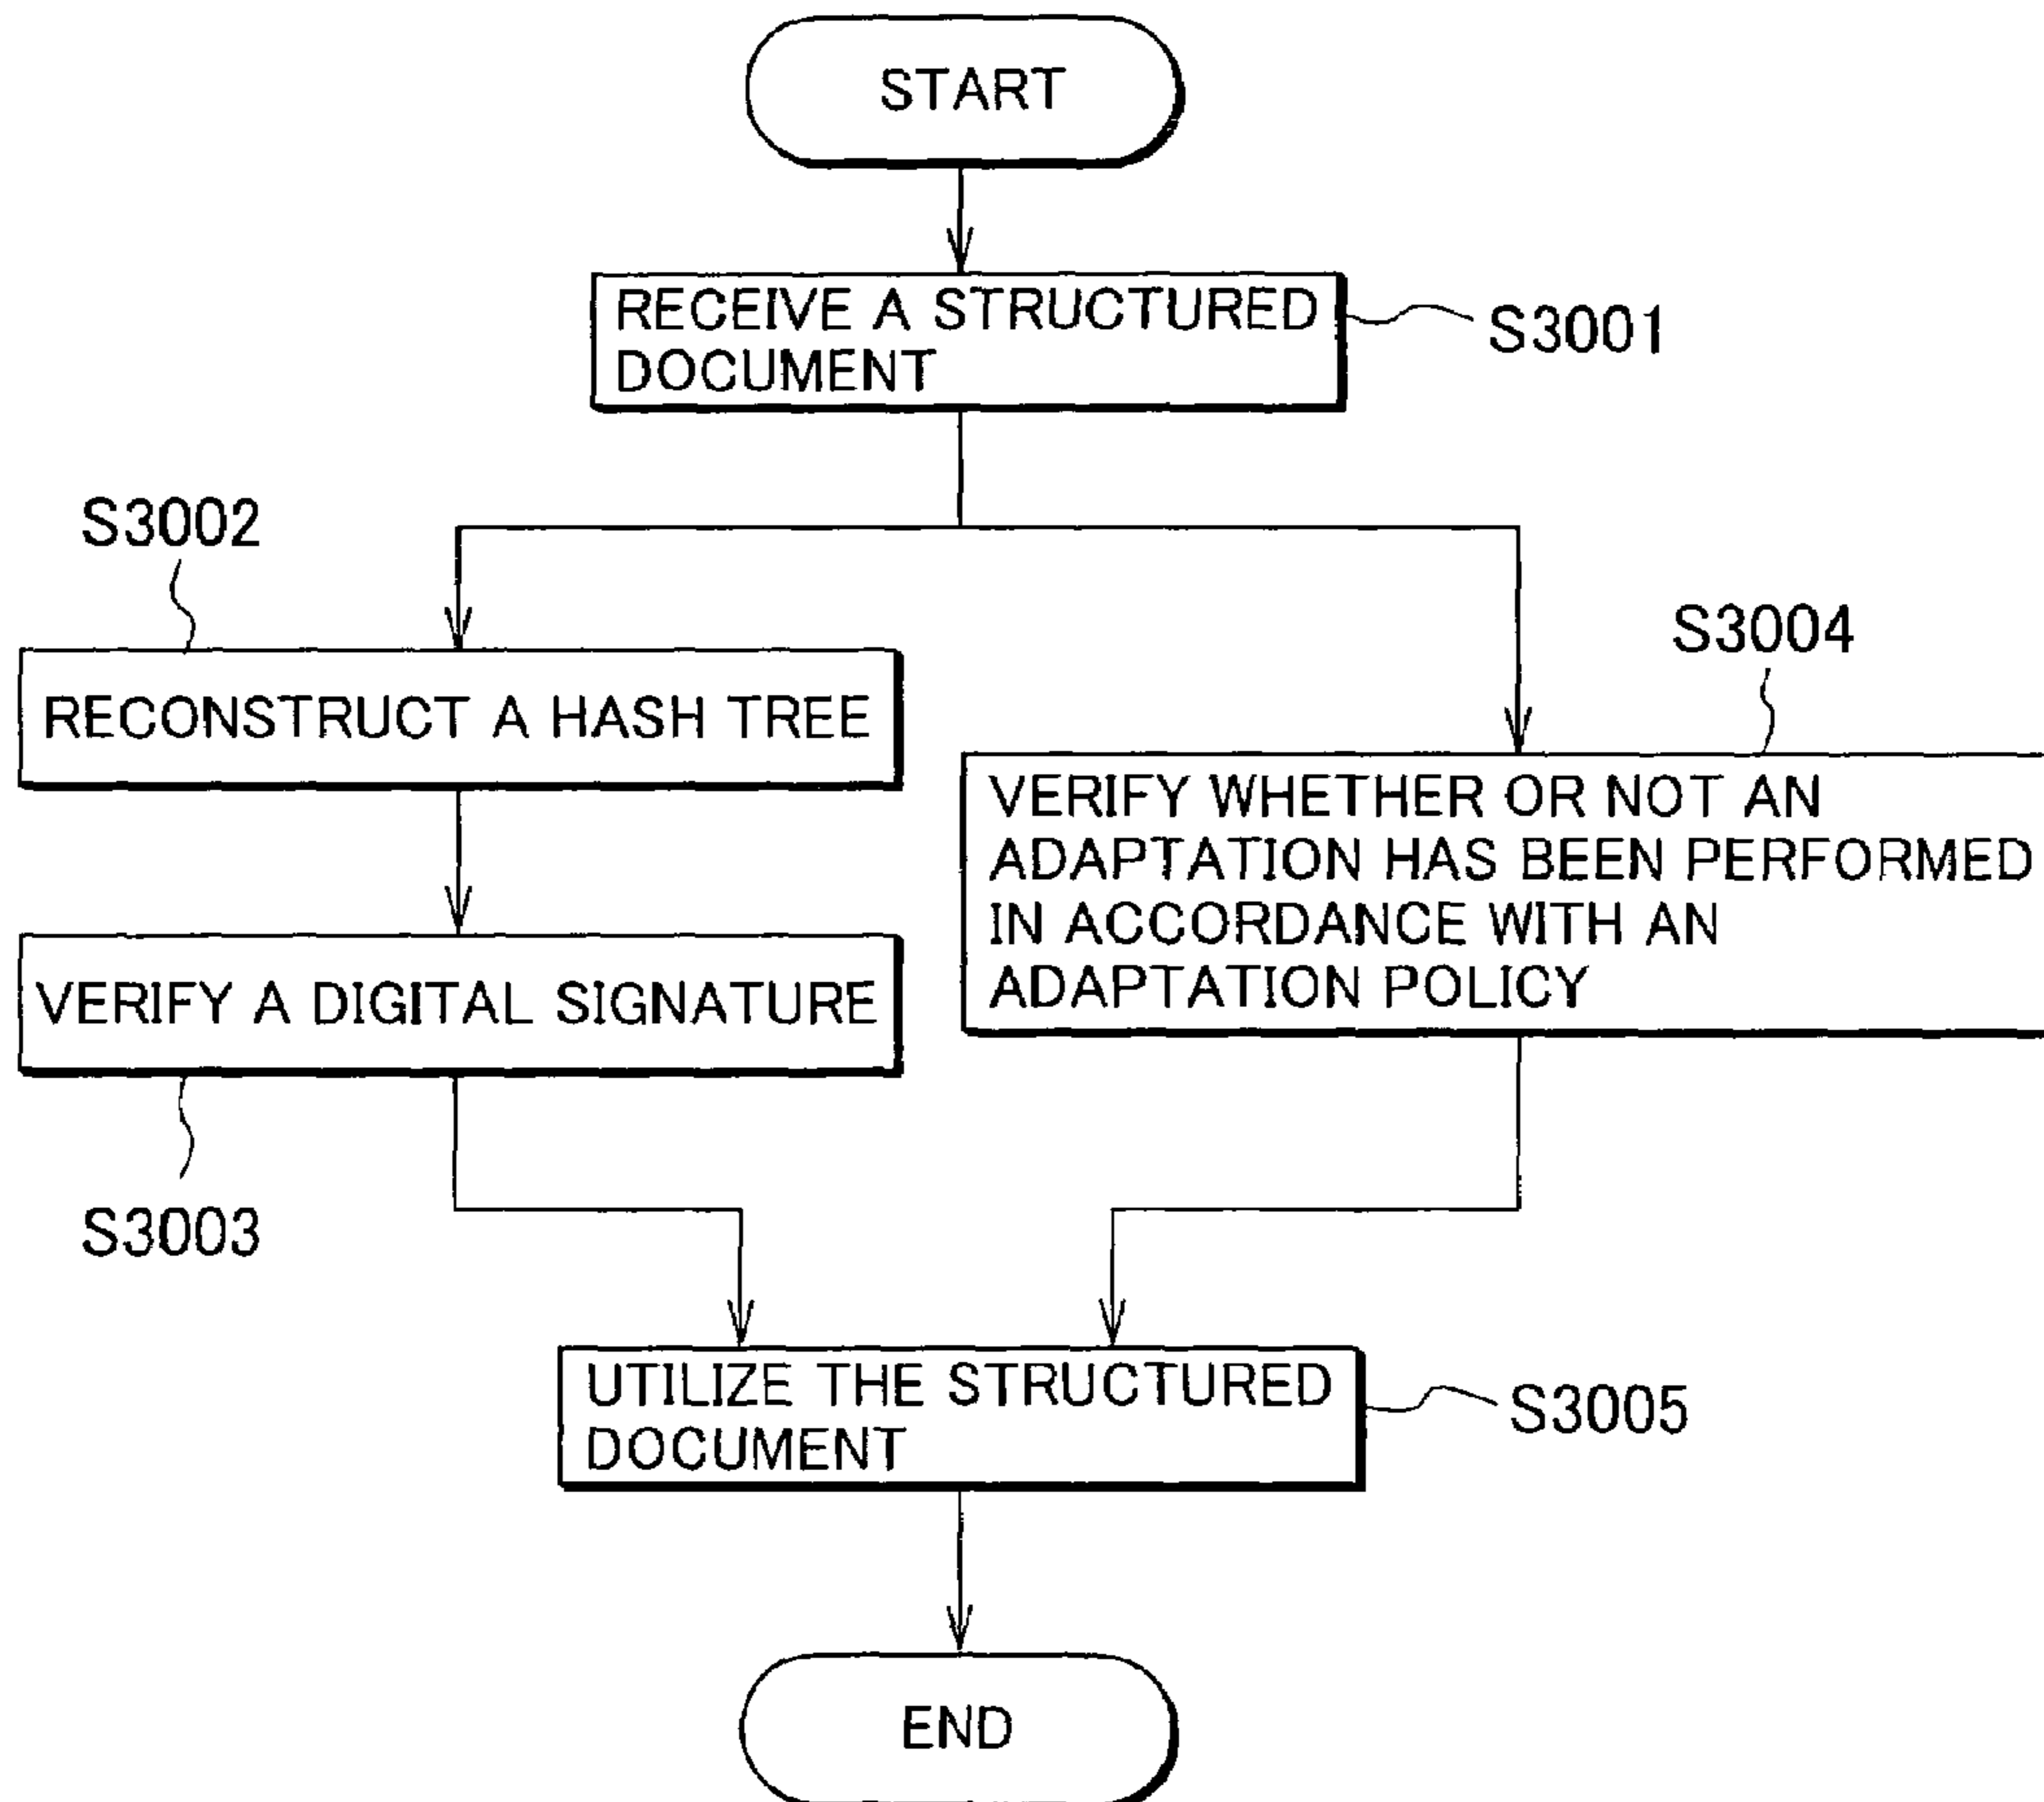 START
RECEIVE A STRUCTURED
DOCUMENT
S3001
S3002
RECONSTRUCT A HASH TREE
S3004
VERIFY WHETHER OR NOT AN
ADAPTATION HAS BEEN PERFORMED
IN ACCORDANCE WITH AN
ADAPTATION POLICY
VERIFY A DIGITAL SIGNATURE
S3003
UTILIZE THE STRUCTURED
DOCUMENT
S3005
END